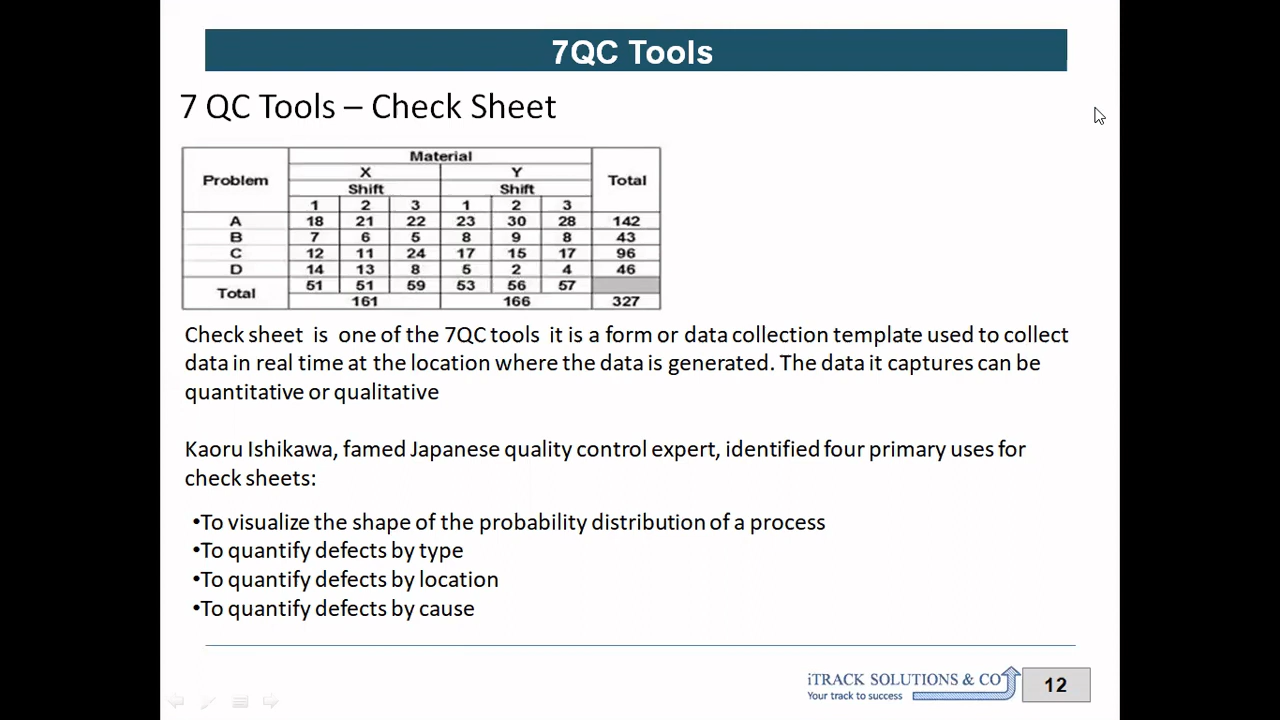 7QC Tools
7 QC Tools – Check Sheet
Problem Material Total
X Y
Shift Shift
1 2 3 1 2 3
A 18 21 22 23 30 28 142
B 7 6 5 8 9 8 43
C 12 11 24 17 15 17 96
D 14 13 8 5 2 4 46
Total 51 51 59 53 56 57
161 166 327
Check sheet is one of the 7QC tools it is a form or data collection template used to collect
data in real time at the location where the data is generated. The data it captures can be
quantitative or qualitative
Kaoru Ishikawa, famed Japanese quality control expert, identified four primary uses for
check sheets:
•To visualize the shape of the probability distribution of a process
•To quantify defects by type
•To quantify defects by location
•To quantify defects by cause
iTRACK SOLUTIONS & CO
Your track to success
12